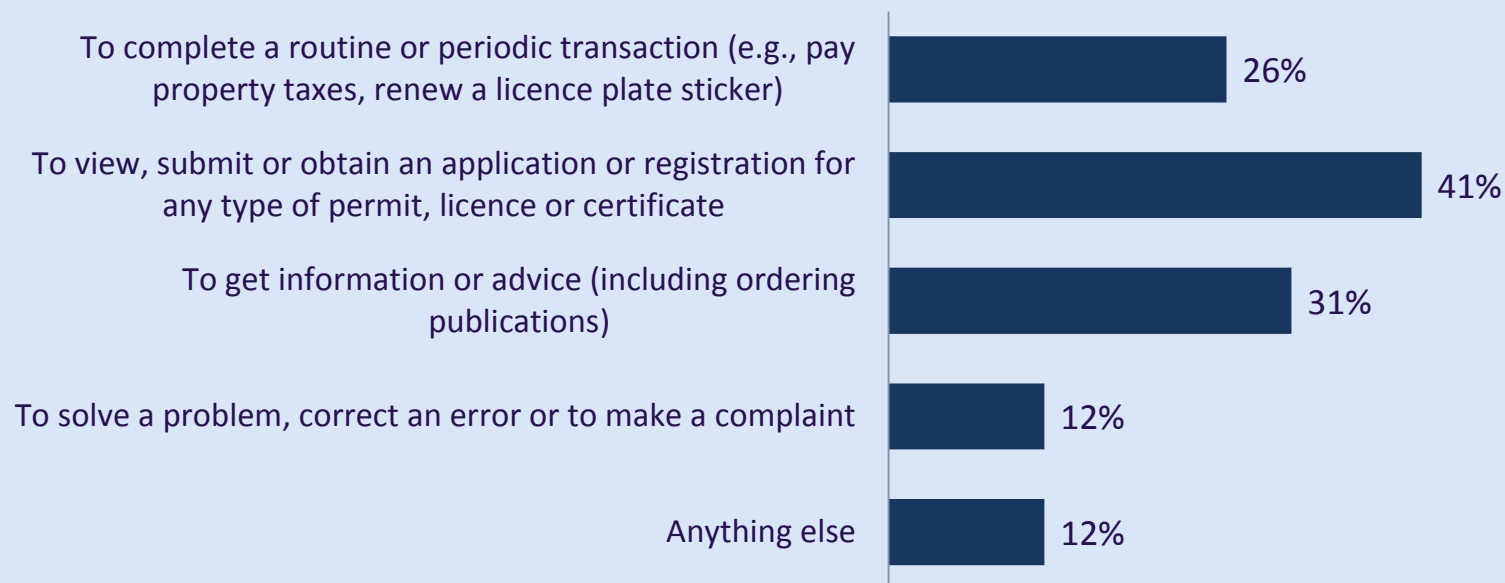 To complete a routine or periodic transaction (e.g., pay
property taxes, renew a licence plate sticker)
26%
To view, submit or obtain an application or registration for
any type of permit, licence or certificate
41%
To get information or advice (including ordering
publications)
31%
To solve a problem, correct an error or to make a complaint
12%
Anything else
12%